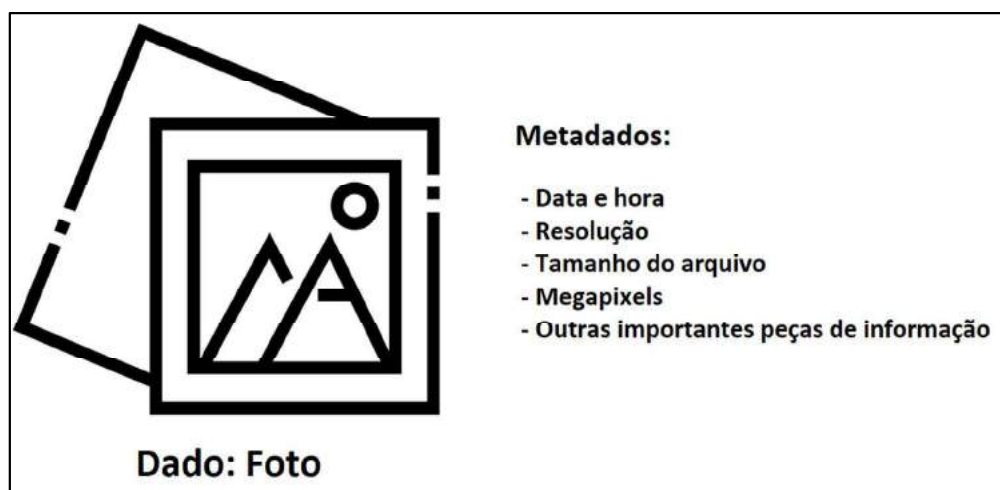 Metadados:
- Data e hora
- Resolução
- Tamanho do arquivo
- Megapixels
- Outras importantes peças de informação
Dado: Foto